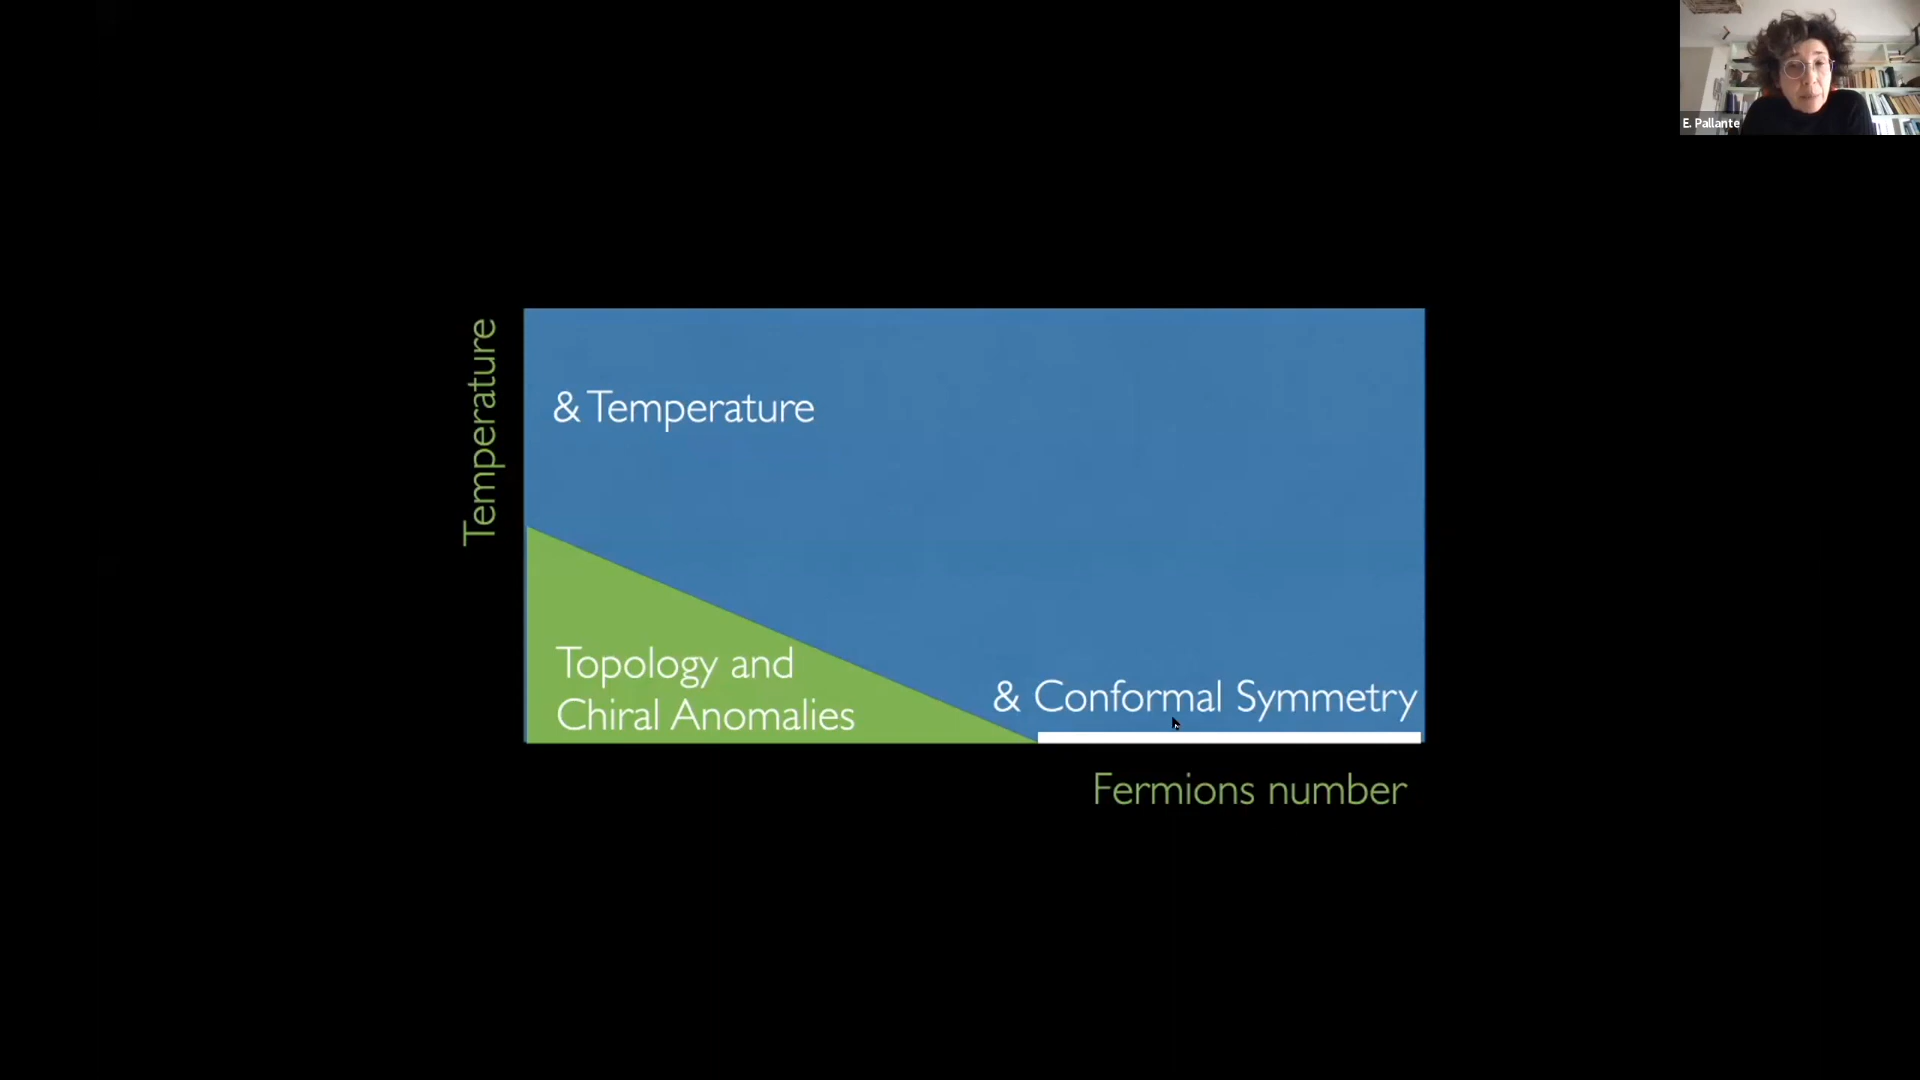 E. Pallante
Temperature
& Temperature
Topology and
Chiral Anomalies
& Conformal Symmetry
Fermions number